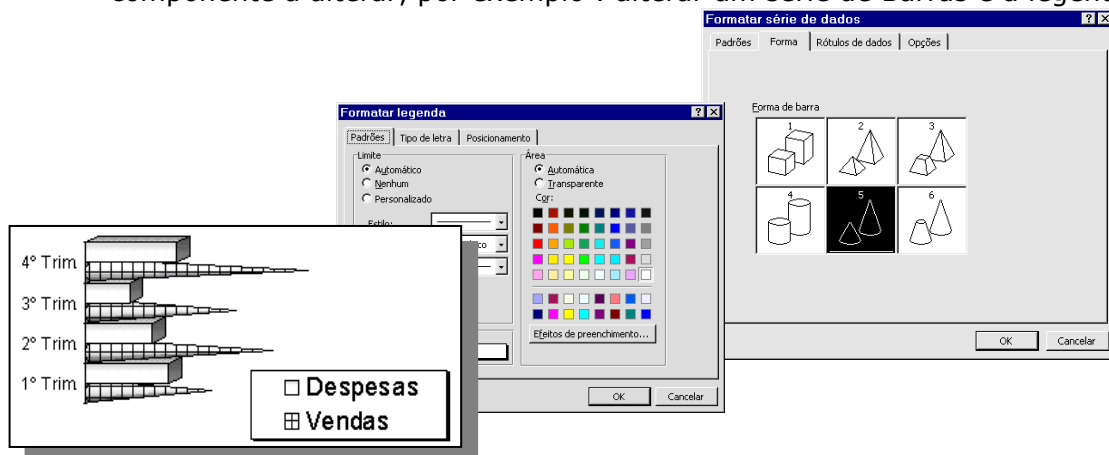 componente a alterar, por exemplo : alterar um série de Barras e a legen
Formatar série de dados
Padrões Forma Rótulos de dados Opções
Forma de barra
1 2 3
4 5 6
OK Cancelar
Formatar legenda
Padrões Tipo de letra Posicionamento
Limite
Automático
Nenhum
Personalizado
Estilo:
Área
Automática
Transparente
Cor:
Efeitos de preenchimento...
OK Cancelar
4º Trim
3º Trim
2º Trim
1º Trim
Despesas
Vendas